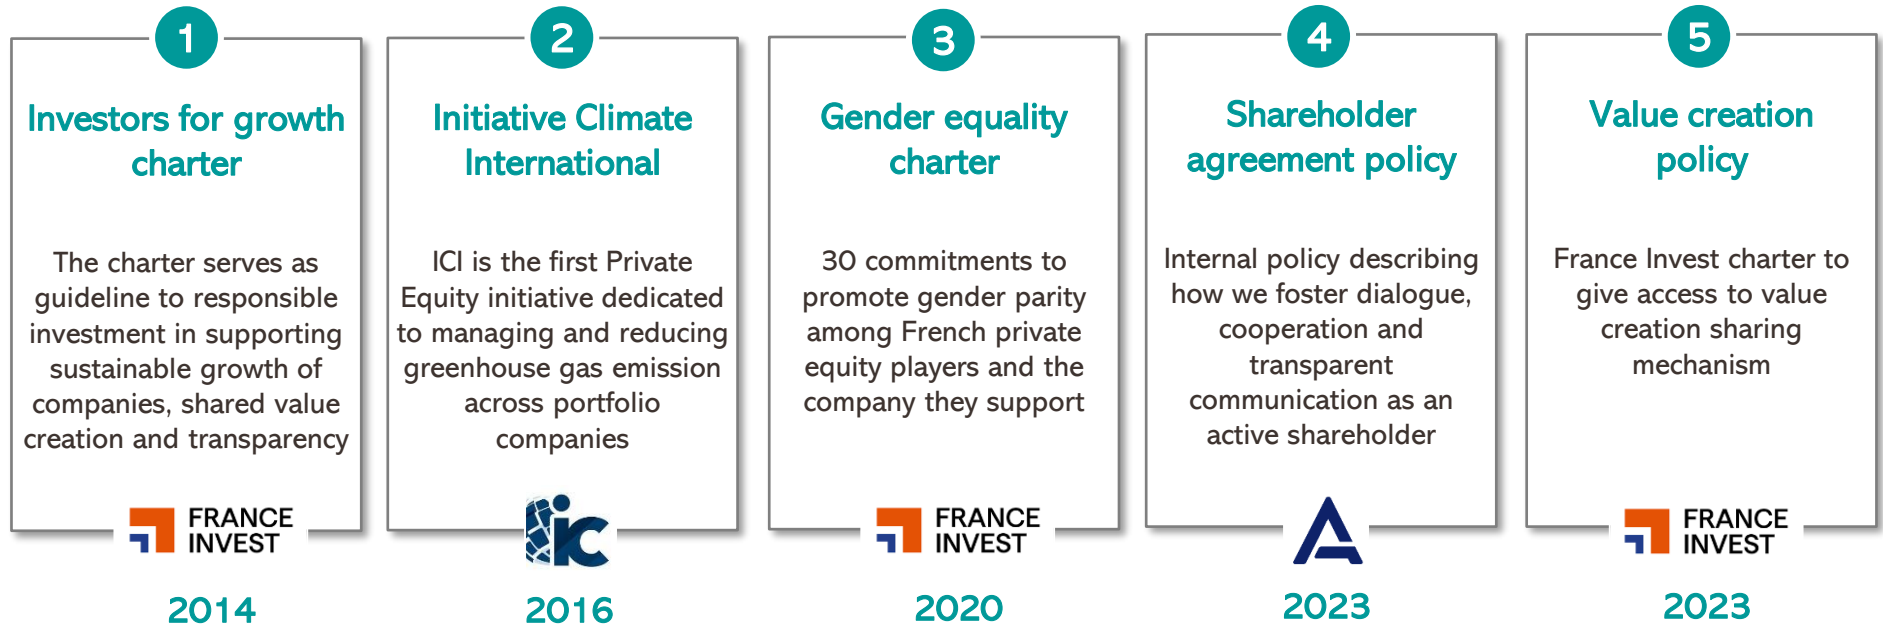 1
Investors for growth
charter
The charter serves as
guideline to responsible
investment in supporting
sustainable growth of
companies, shared value
creation and transparency
FRANCE
INVEST
2014
2
Initiative Climate
International
ICI is the first Private
Equity initiative dedicated
to managing and reducing
greenhouse gas emission
across portfolio
companies
ic
2016
3
Gender equality
charter
30 commitments to
promote gender parity
among French private
equity players and the
company they support
FRANCE
INVEST
2020
4
Shareholder
agreement policy
Internal policy describing
how we foster dialogue,
cooperation and
transparent
communication as an
active shareholder
A
2023
5
Value creation
policy
France Invest charter to
give access to value
creation sharing
mechanism
FRANCE
INVEST
2023